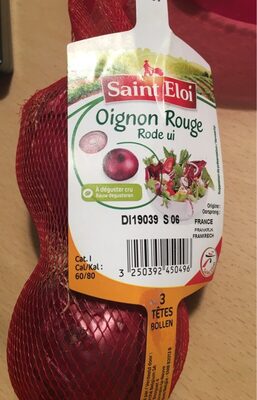 Saint Eloi
Oignon Rouge
Rode ui
À déguster cru
Rauw degusteren
DI19039 S 06
Origine :
Oorsprong :
FRANCE
FRANKRIJK
FRANKREICH
Cat. I
Cal/Kal :
60/80
3 250392 450496
3
TÊTES
BOLLEN